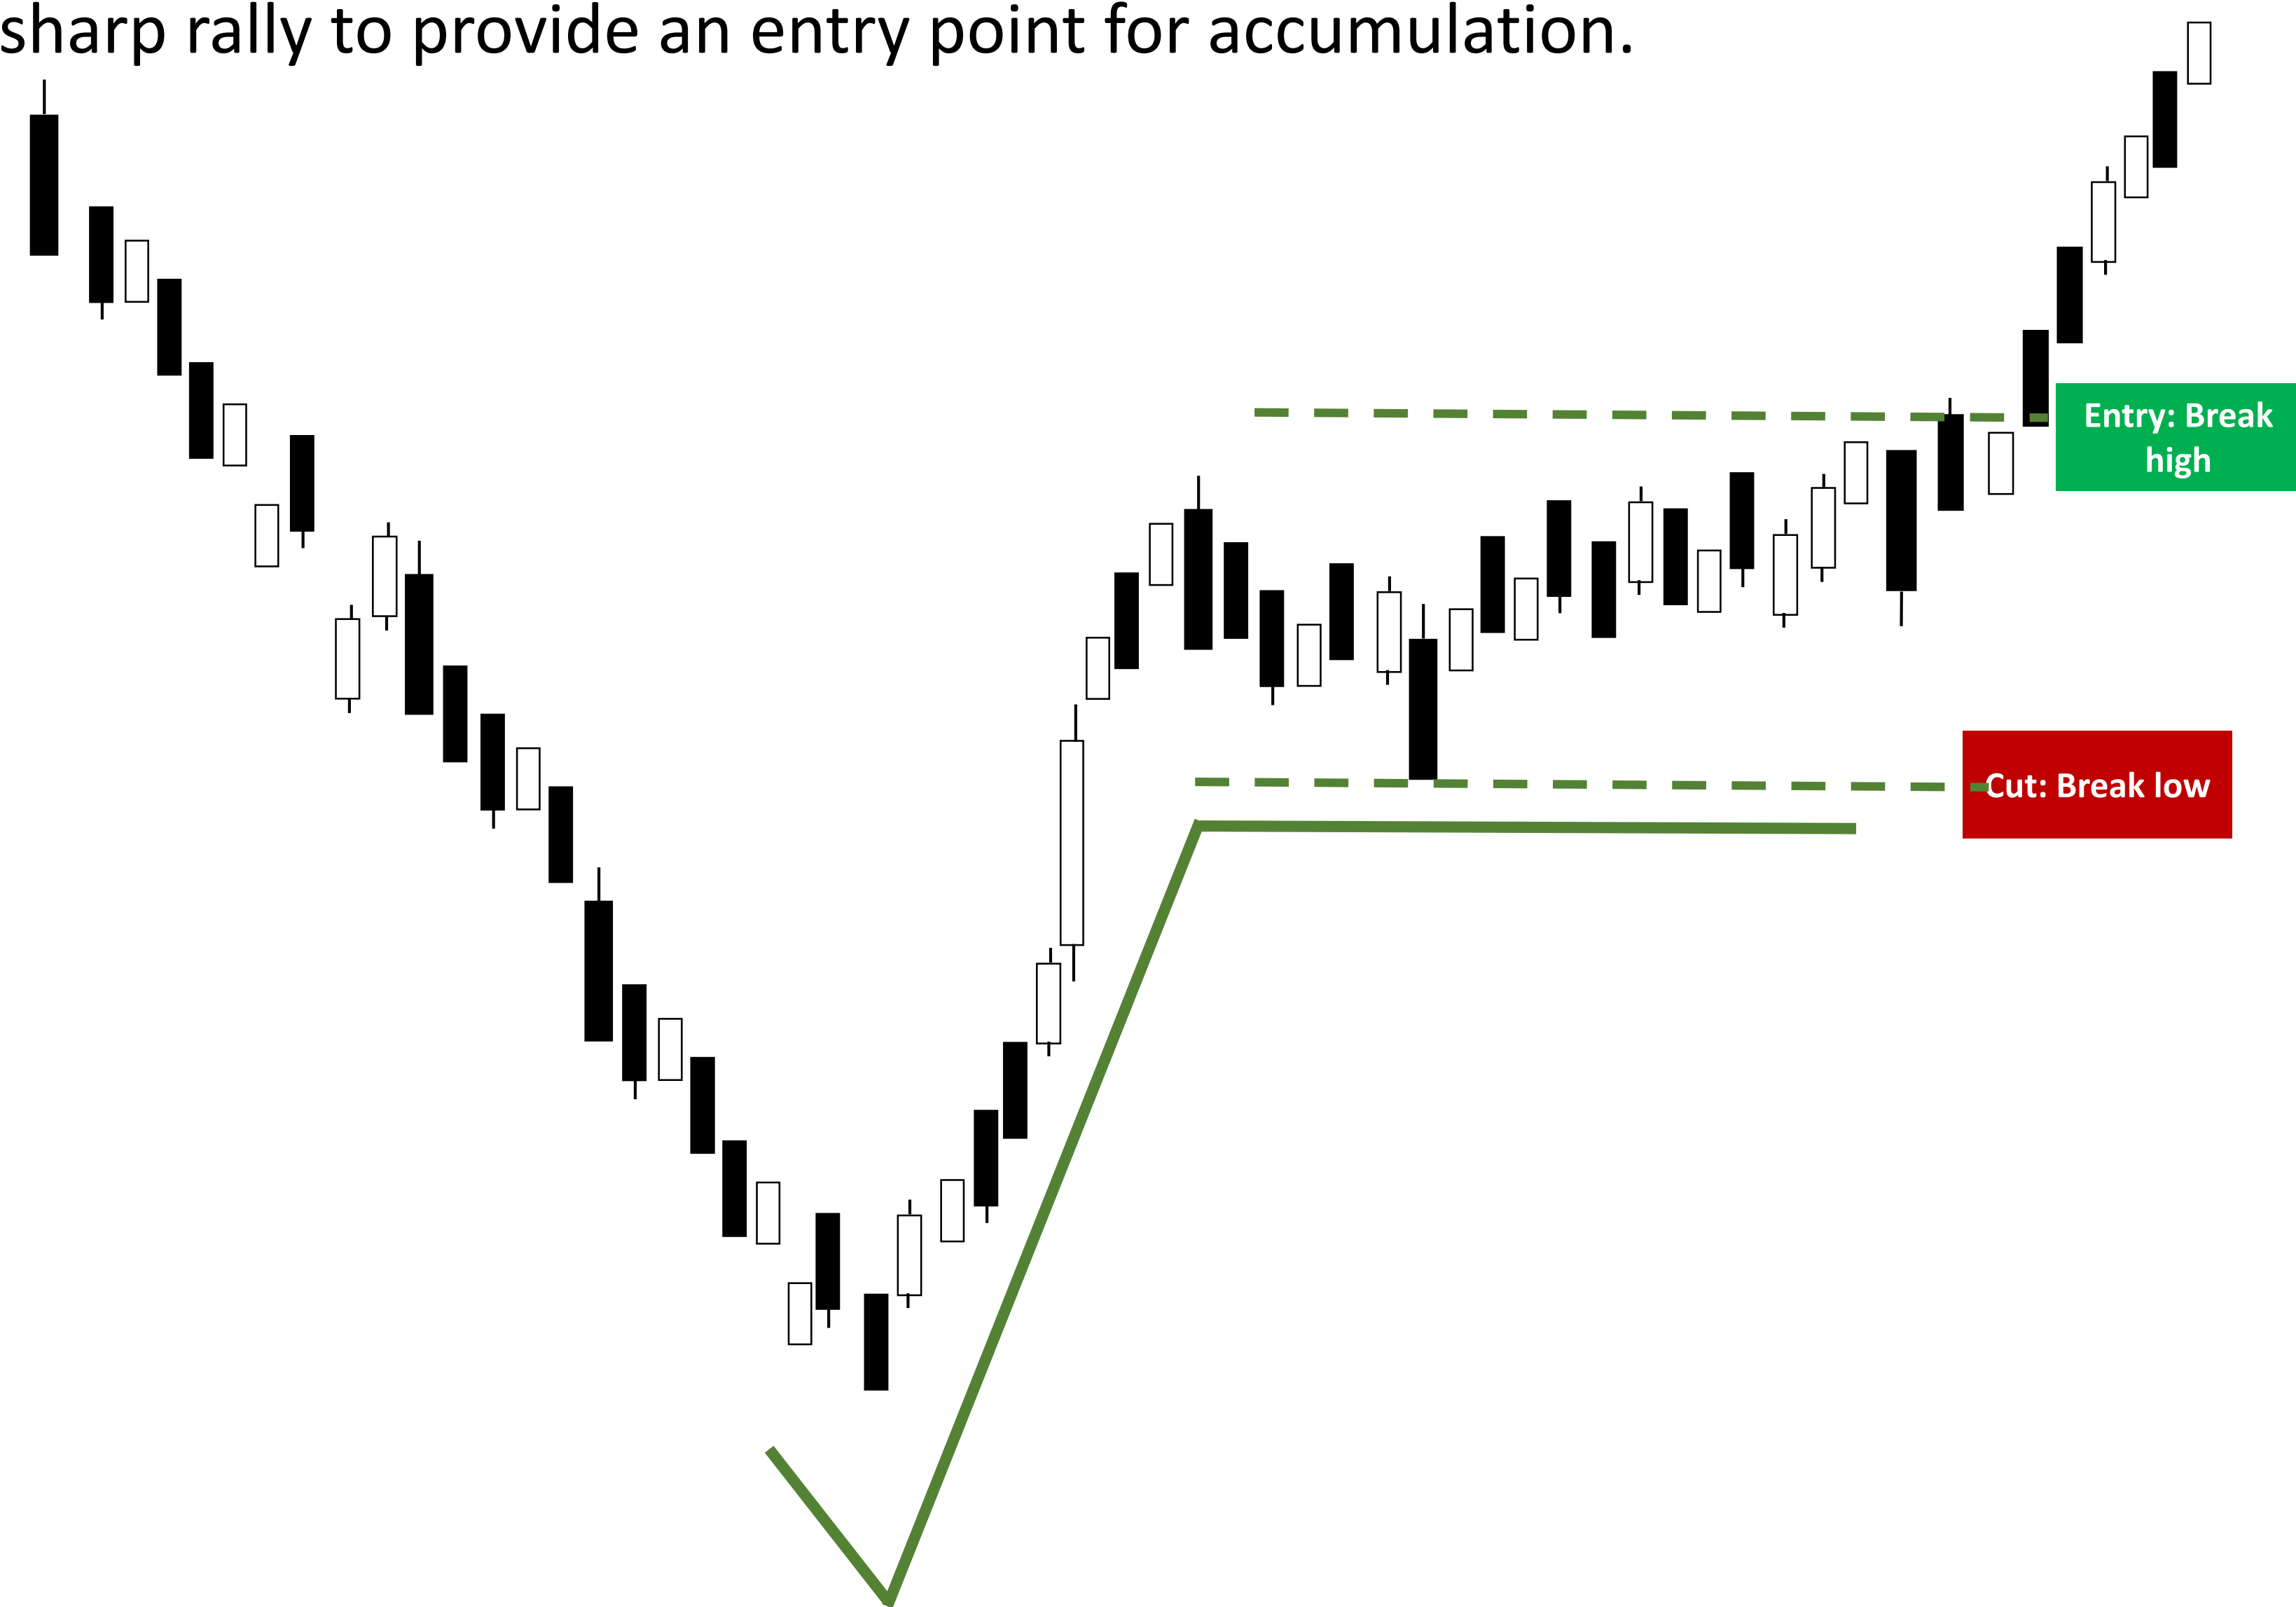 sharp rally to provide an entry point for accumulation.
Entry: Break
high
Cut: Break low